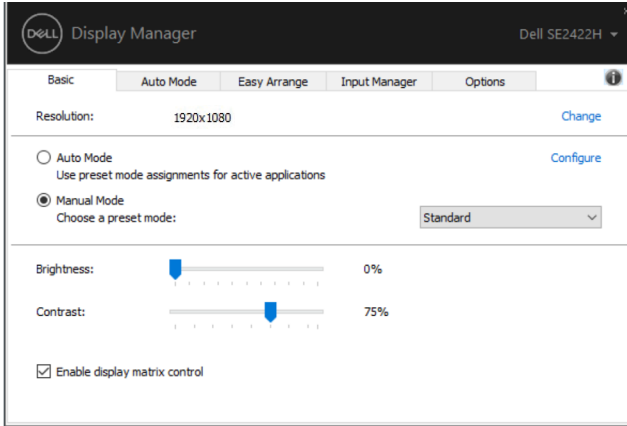 DELL Display Manager
Dell SE2422H
Basic Auto Mode Easy Arrange Input Manager Options
Resolution: 1920x1080 Change
Auto Mode Configure
Use preset mode assignments for active applications
Manual Mode
Choose a preset mode: Standard
Brightness: 0%
Contrast: 75%
Enable display matrix control